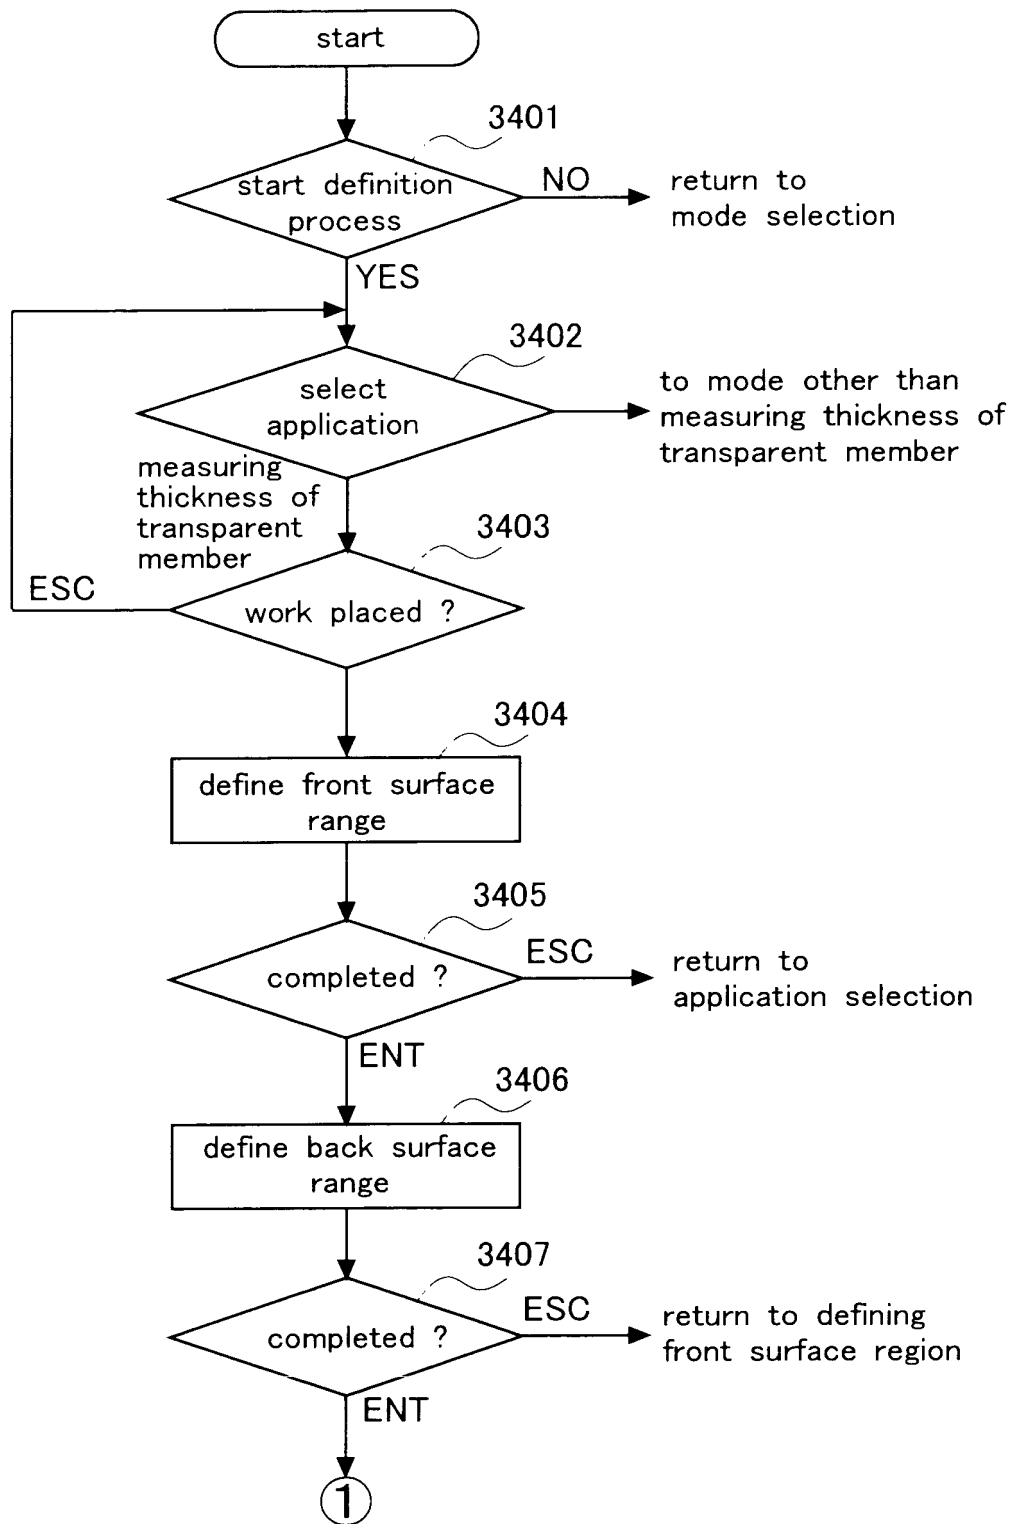 start
3401
start definition
process
NO
return to
mode selection
YES
3402
select
application
to mode other than
measuring thickness of
transparent member
measuring
thickness of
transparent
member
3403
ESC
work placed ?
3404
define front surface
range
3405
completed ?
ESC
return to
application selection
ENT
3406
define back surface
range
3407
completed ?
ESC
return to defining
front surface region
ENT
1